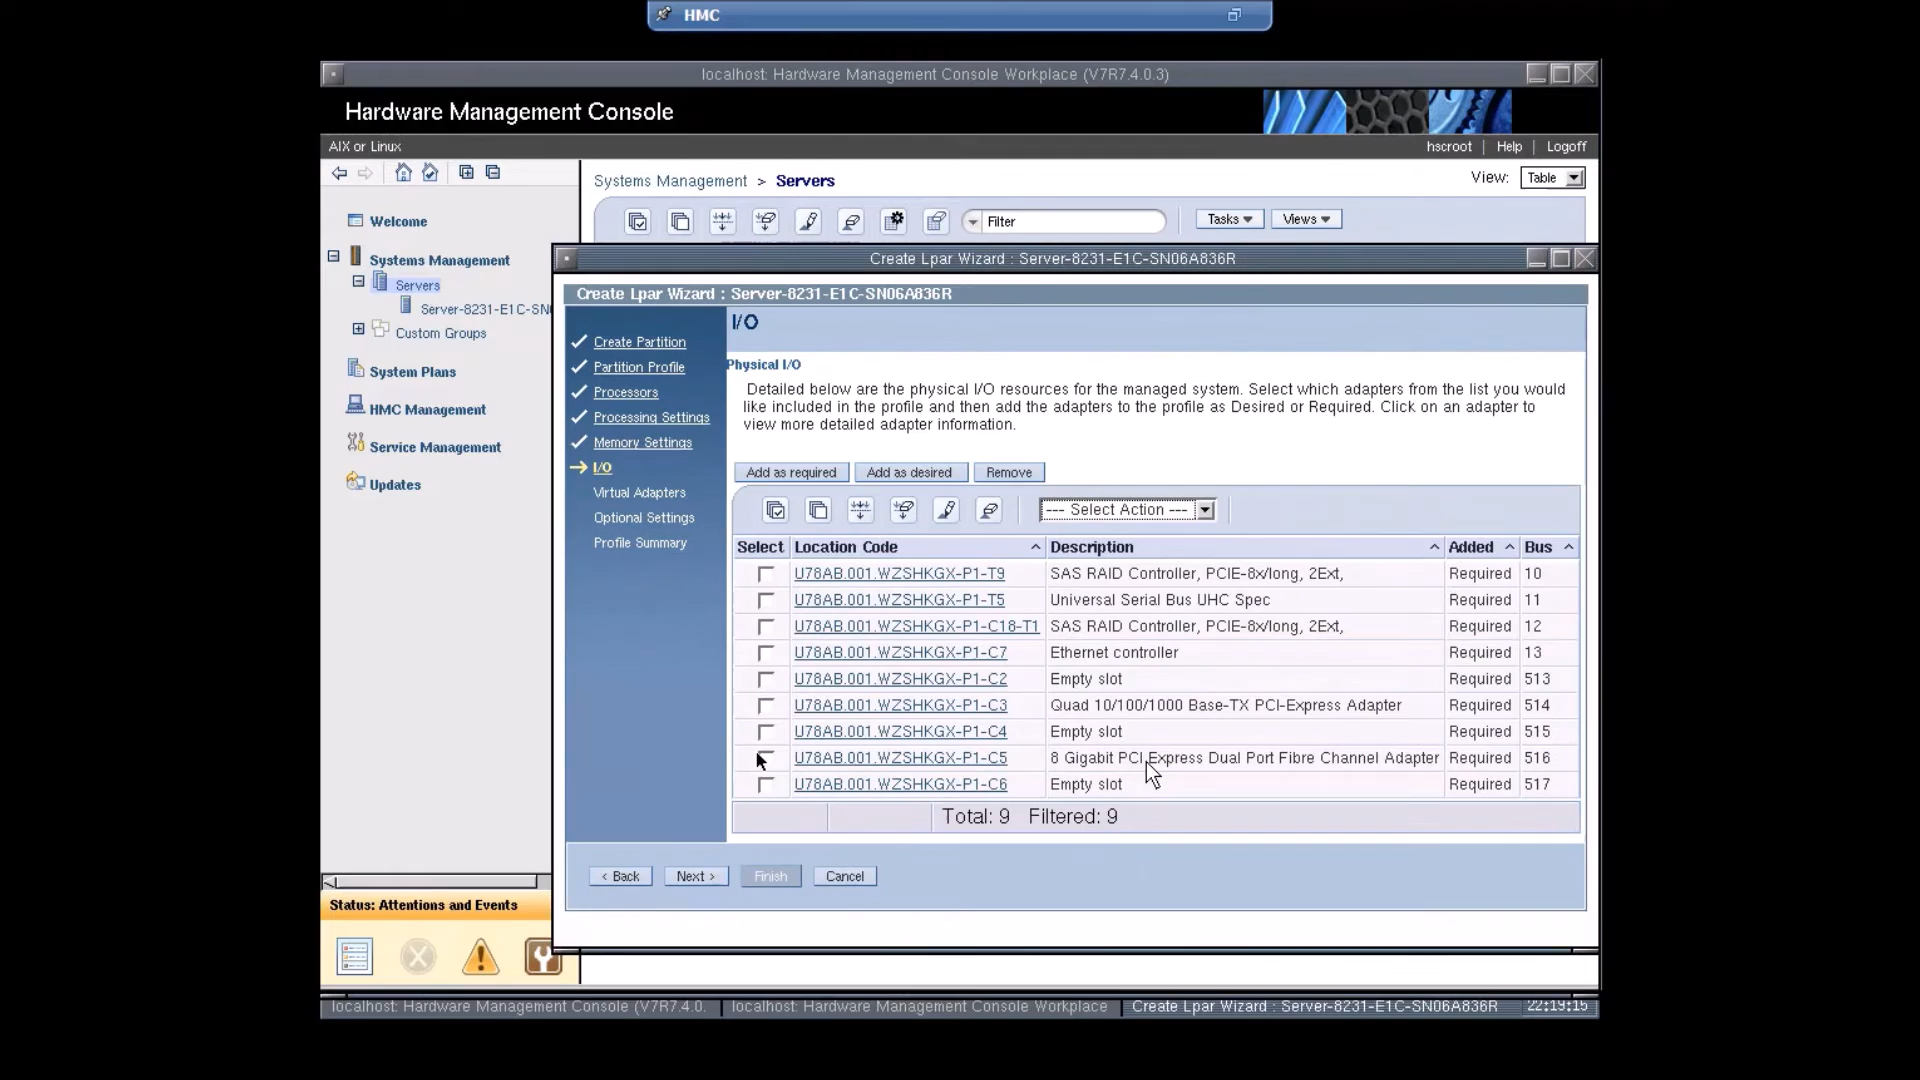 HMC
localhost: Hardware Management Console Workplace (V7R7.4.0.3)
Hardware Management Console
AIX or Linux
hscroot | Help | Logoff
Systems Management > Servers
View: Table
Filter
Tasks
Views
Welcome
Systems Management
Servers
Server-8231-E1C-SN
Custom Groups
System Plans
HMC Management
Service Management
Updates
Status: Attentions and Events
Create Lpar Wizard : Server-8231-E1C-SN06A836R
Create Lpar Wizard : Server-8231-E1C-SN06A836R
Create Partition
Partition Profile
Processors
Processing Settings
Memory Settings
I/O
Virtual Adapters
Optional Settings
Profile Summary
I/O
Physical I/O
Detailed below are the physical I/O resources for the managed system. Select which adapters from the list you would
like included in the profile and then add the adapters to the profile as Desired or Required. Click on an adapter to
view more detailed adapter information.
Add as required Add as desired Remove
--- Select Action ---
Select Location Code Description Added Bus
U78AB.001.WZSHKGX-P1-T9 SAS RAID Controller, PCIE-8x/long, 2Ext, Required 10
U78AB.001.WZSHKGX-P1-T5 Universal Serial Bus UHC Spec Required 11
U78AB.001.WZSHKGX-P1-C18-T1 SAS RAID Controller, PCIE-8x/long, 2Ext, Required 12
U78AB.001.WZSHKGX-P1-C7 Ethernet controller Required 13
U78AB.001.WZSHKGX-P1-C2 Empty slot Required 513
U78AB.001.WZSHKGX-P1-C3 Quad 10/100/1000 Base-TX PCI-Express Adapter Required 514
U78AB.001.WZSHKGX-P1-C4 Empty slot Required 515
U78AB.001.WZSHKGX-P1-C5 8 Gigabit PCI Express Dual Port Fibre Channel Adapter Required 516
U78AB.001.WZSHKGX-P1-C6 Empty slot Required 517
Total: 9 Filtered: 9
< Back Next > Finish Cancel
localhost: Hardware Management Console (V7R7.4.0. localhost: Hardware Management Console Workplace Create Lpar Wizard : Server-8231-E1C-SN06A836R 22:19:15